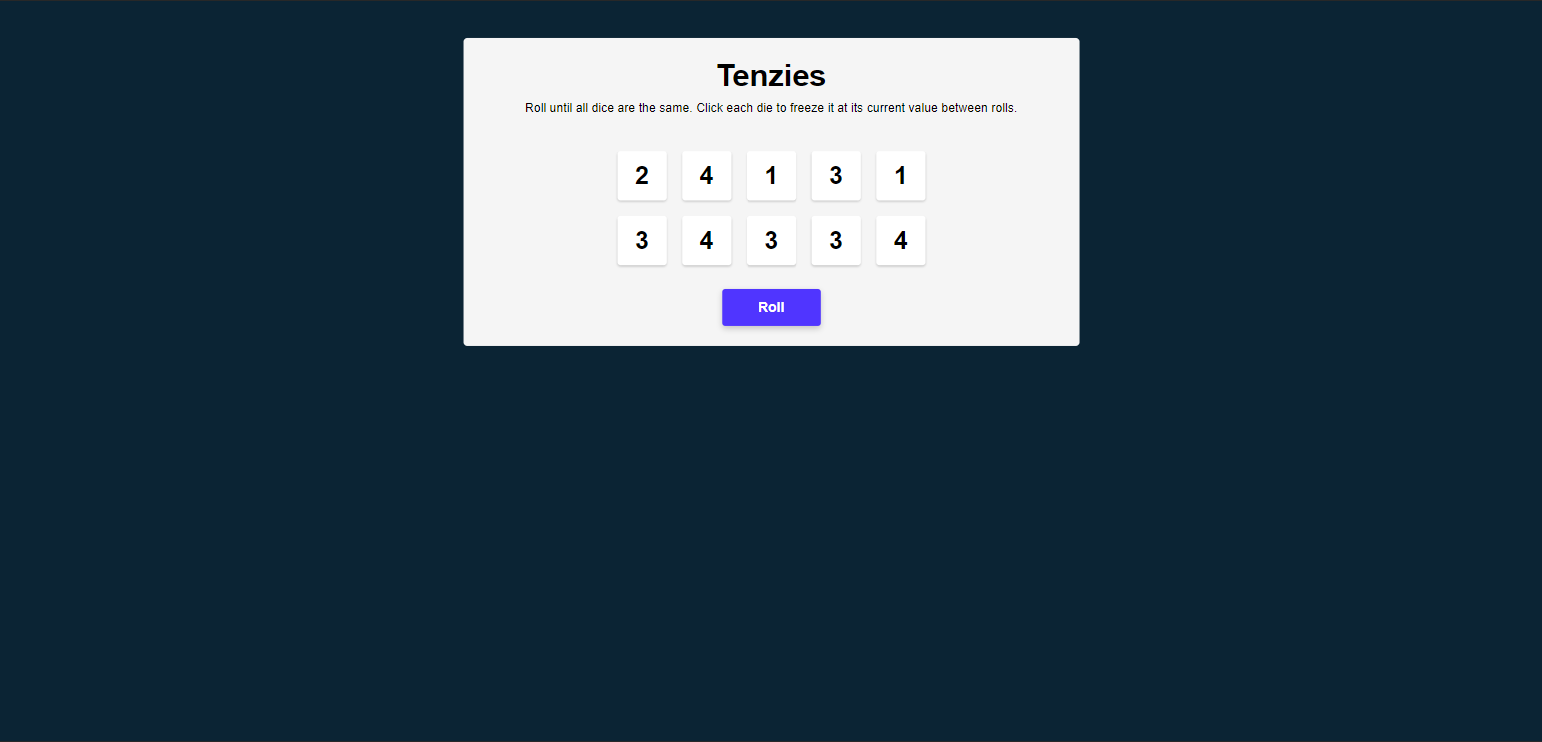 Tenzies
Roll until all dice are the same. Click each die to freeze it at its current value between rolls.
2 4 1 3 1
3 4 3 3 4
Roll